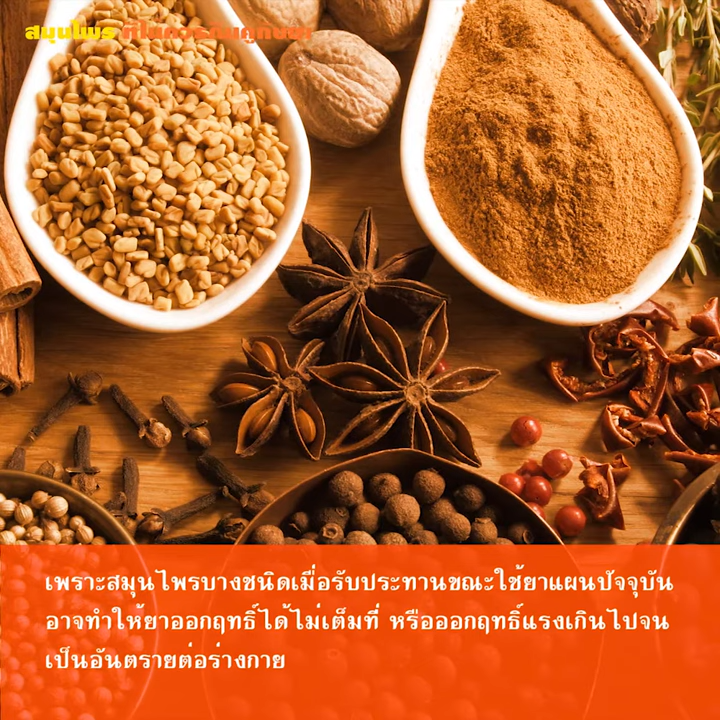 สมุนไพร ที่ไม่ควรกินคู่กับยา
เพราะสมุนไพรบางชนิดเมื่อรับประทานขณะใช้ยาแผนปัจจุบัน
อาจทำให้ยาออกฤทธิ์ได้ไม่เต็มที่ หรือออกฤทธิ์แรงเกินไปจน
เป็นอันตรายต่อร่างกาย